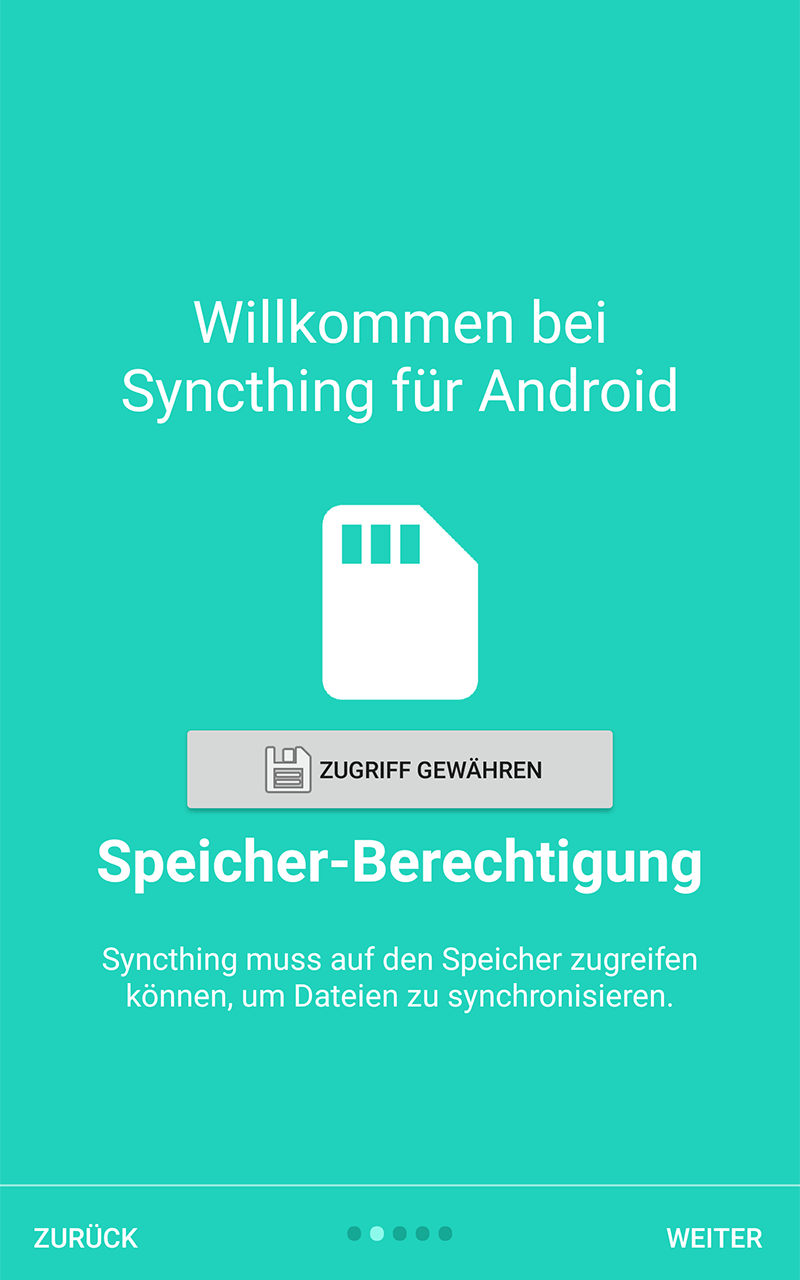 Willkommen bei
Syncthing für Android
ZUGRIFF GEWÄHREN
Speicher-Berechtigung
Syncthing muss auf den Speicher zugreifen
können, um Dateien zu synchronisieren.
ZURÜCK
WEITER